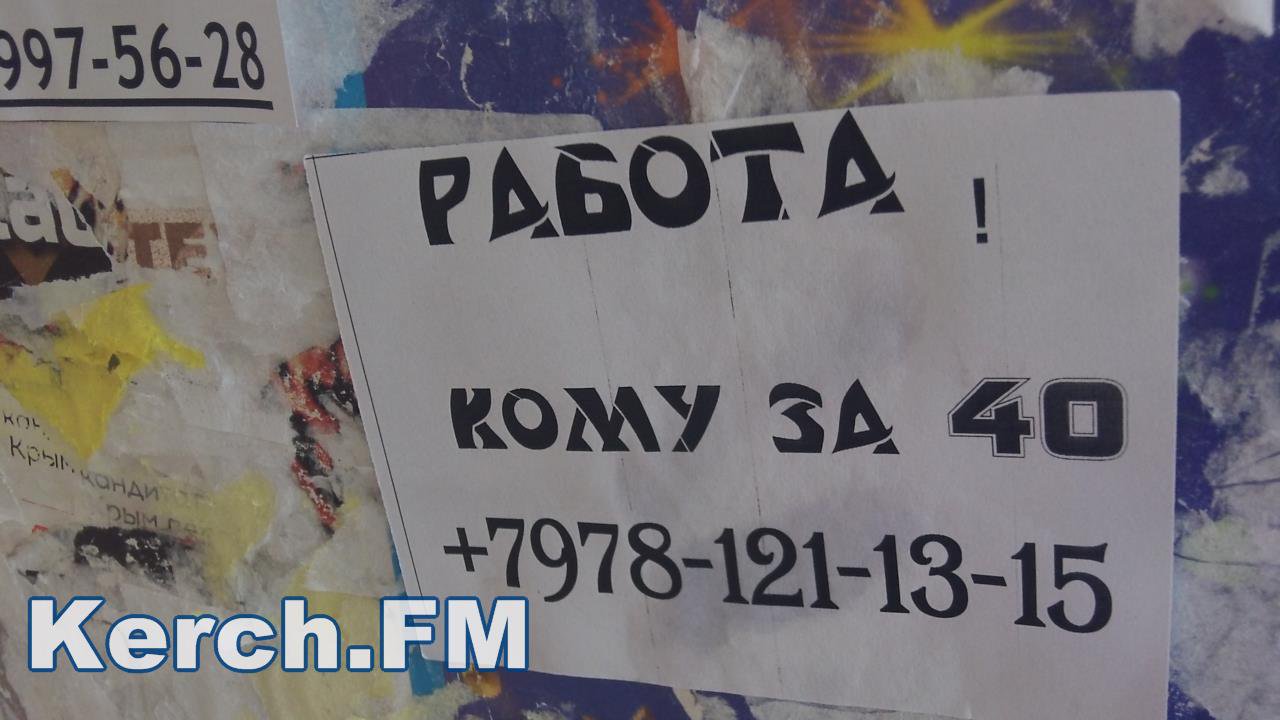 997-56-28
РАБОТА !
КОМУ ЗА 40
+7978-121-13-15
Kerch.FM